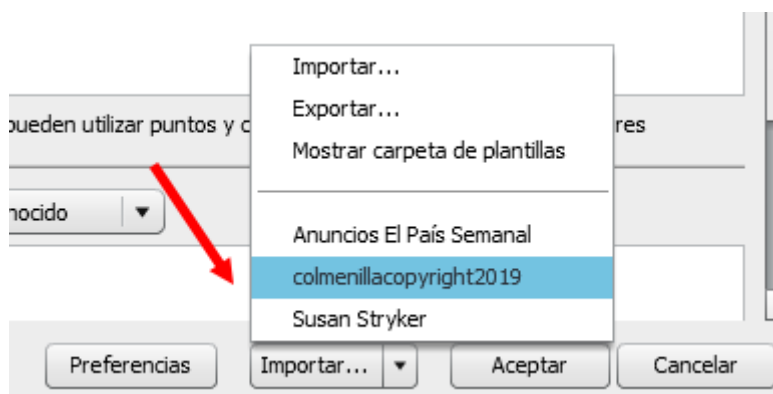 Importar...
Exportar...
pueden utilizar puntos y
res
Mostrar carpeta de plantillas
Anuncios El País Semanal
colmenillacopyright2019
Susan Stryker
Preferencias
Importar...
Aceptar
Cancelar